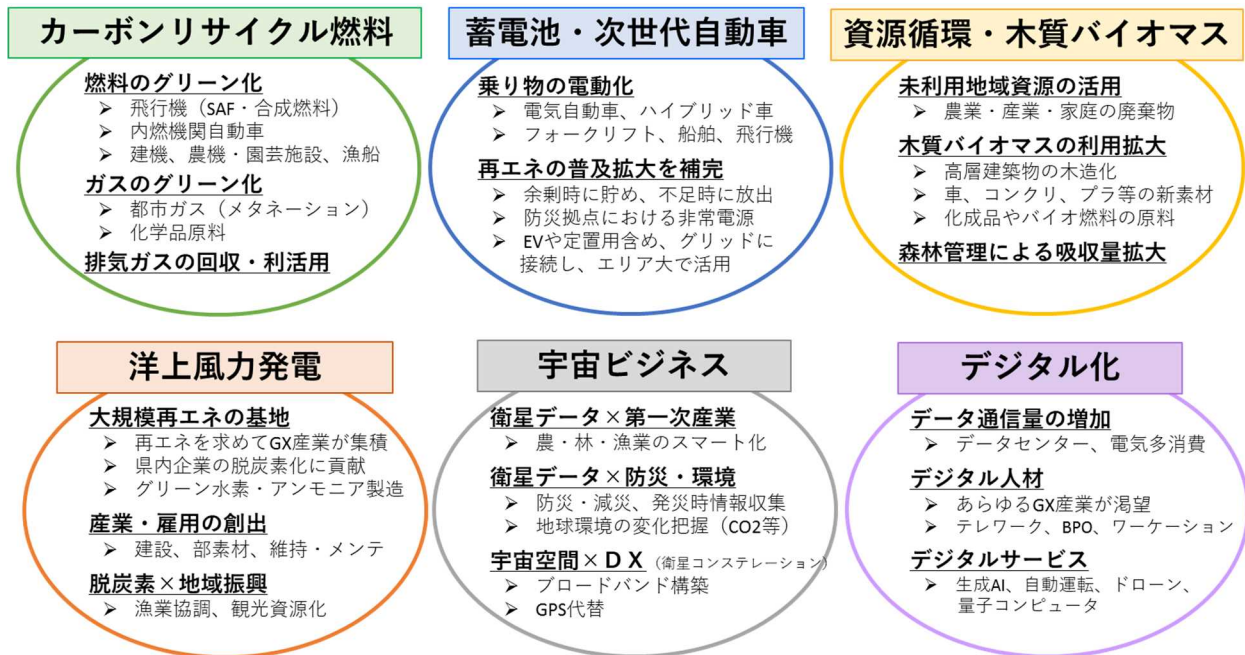 カーボンリサイクル燃料
燃料のグリーン化
➢ 飛行機（SAF・合成燃料）
➢ 内燃機関自動車
➢ 建機、農機・園芸施設、漁船
ガスのグリーン化
➢ 都市ガス（メタネーション）
➢ 化学品原料
排気ガスの回収・利活用
蓄電池・次世代自動車
乗り物の電動化
➢ 電気自動車、ハイブリッド車
➢ フォークリフト、船舶、飛行機
再エネの普及拡大を補完
➢ 余剰時に貯め、不足時に放出
➢ 防災拠点における非常電源
➢ EVや定置用含め、グリッドに
接続し、エリア大で活用
資源循環・木質バイオマス
未利用地域資源の活用
➢ 農業・産業・家庭の廃棄物
木質バイオマスの利用拡大
➢ 高層建築物の木造化
➢ 車、コンクリ、プラ等の新素材
➢ 化成品やバイオ燃料の原料
森林管理による吸収量拡大
洋上風力発電
大規模再エネの基地
➢ 再エネを求めてGX産業が集積
➢ 県内企業の脱炭素化に貢献
➢ グリーン水素・アンモニア製造
産業・雇用の創出
➢ 建設、部素材、維持・メンテ
脱炭素×地域振興
➢ 漁業協調、観光資源化
宇宙ビジネス
衛星データ×第一次産業
➢ 農・林・漁業のスマート化
衛星データ×防災・環境
➢ 防災・減災、発災時情報収集
➢ 地球環境の変化把握（CO2等）
宇宙空間×ＤＸ（衛星コンステレーション）
➢ ブロードバンド構築
➢ GPS代替
デジタル化
データ通信量の増加
➢ データセンター、電気多消費
デジタル人材
➢ あらゆるGX産業が渇望
➢ テレワーク、BPO、ワーケーション
デジタルサービス
➢ 生成AI、自動運転、ドローン、
量子コンピュータ